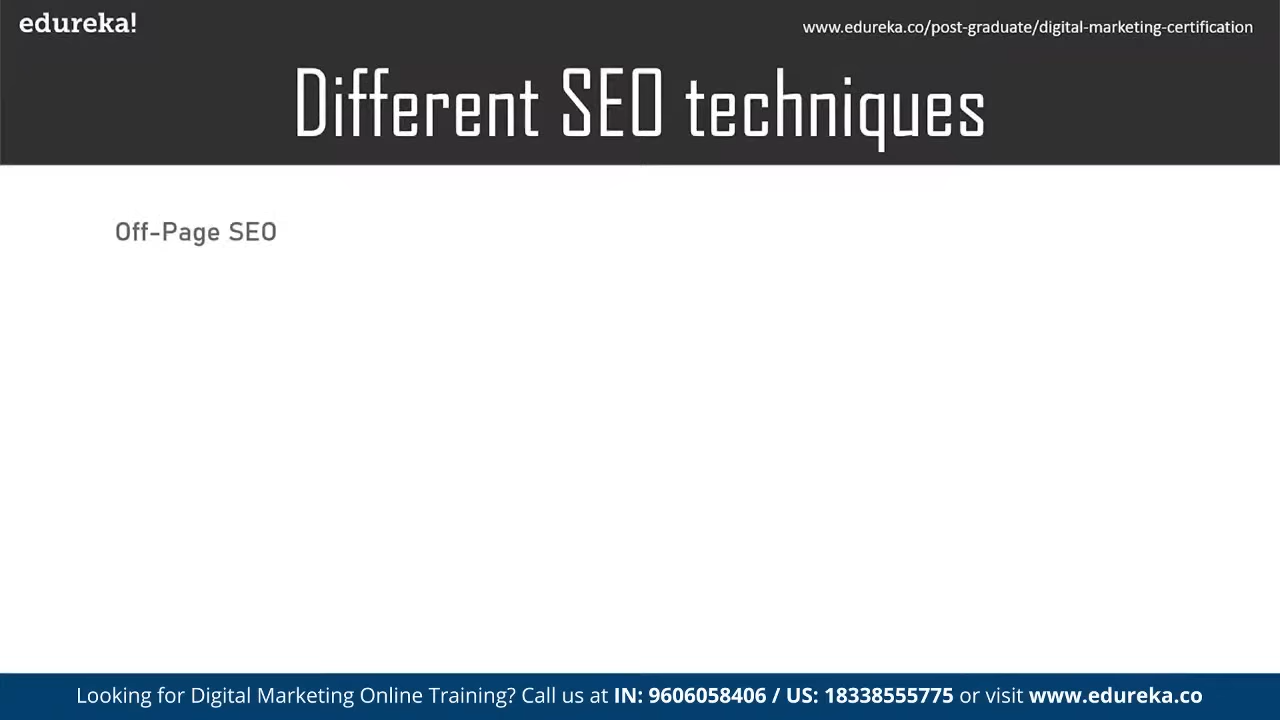 edureka!
www.edureka.co/post-graduate/digital-marketing-certification
Different SEO techniques
Off-Page SEO
Looking for Digital Marketing Online Training? Call us at IN: 9606058406 / US: 18338555775 or visit www.edureka.co